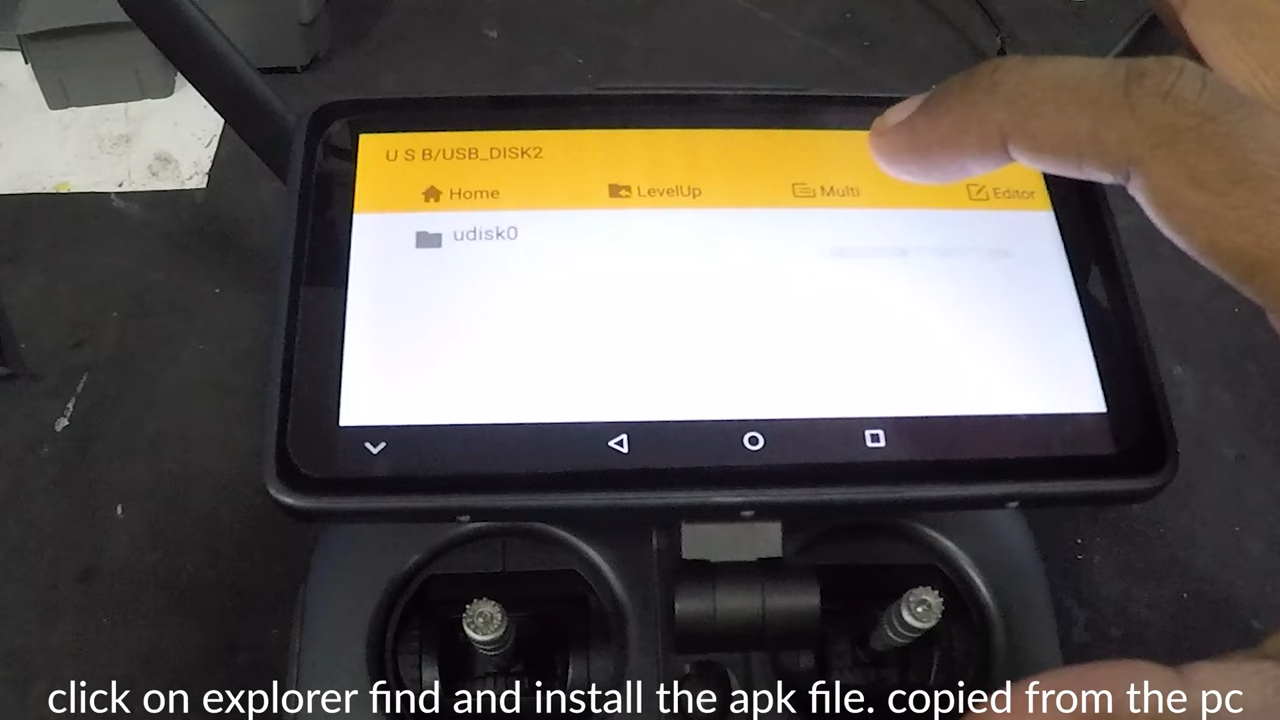 U S B/USB_DISK2
Home LevelUp Multi Editor
udisk0
click on explorer find and install the apk file. copied from the pc